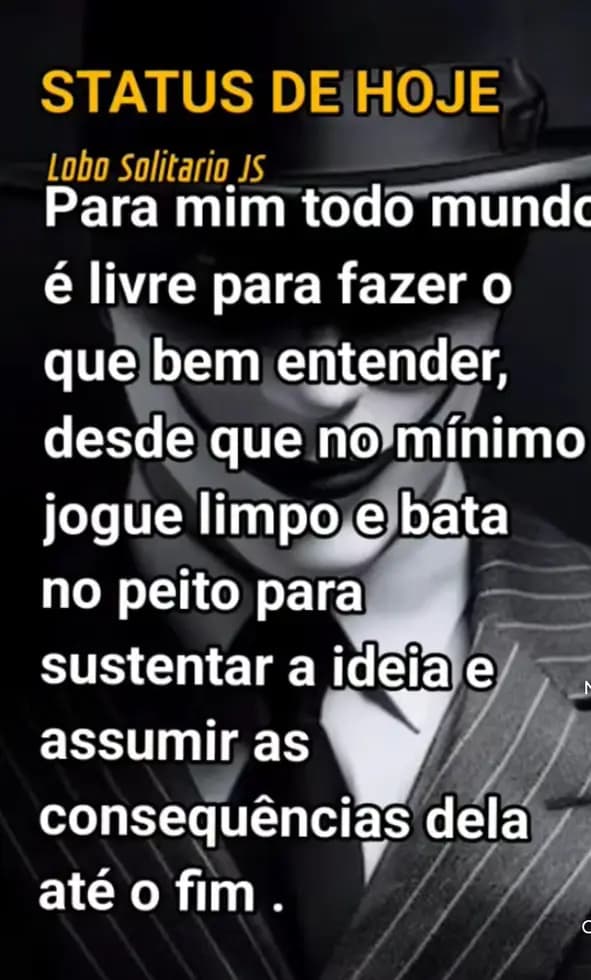 STATUS DE HOJE
Lobo Solitario JS
Para mim todo mundo
é livre para fazer o
que bem entender,
desde que no mínimo
jogue limpo e bata
no peito para
sustentar a ideia e
assumir as
consequências dela
até o fim .